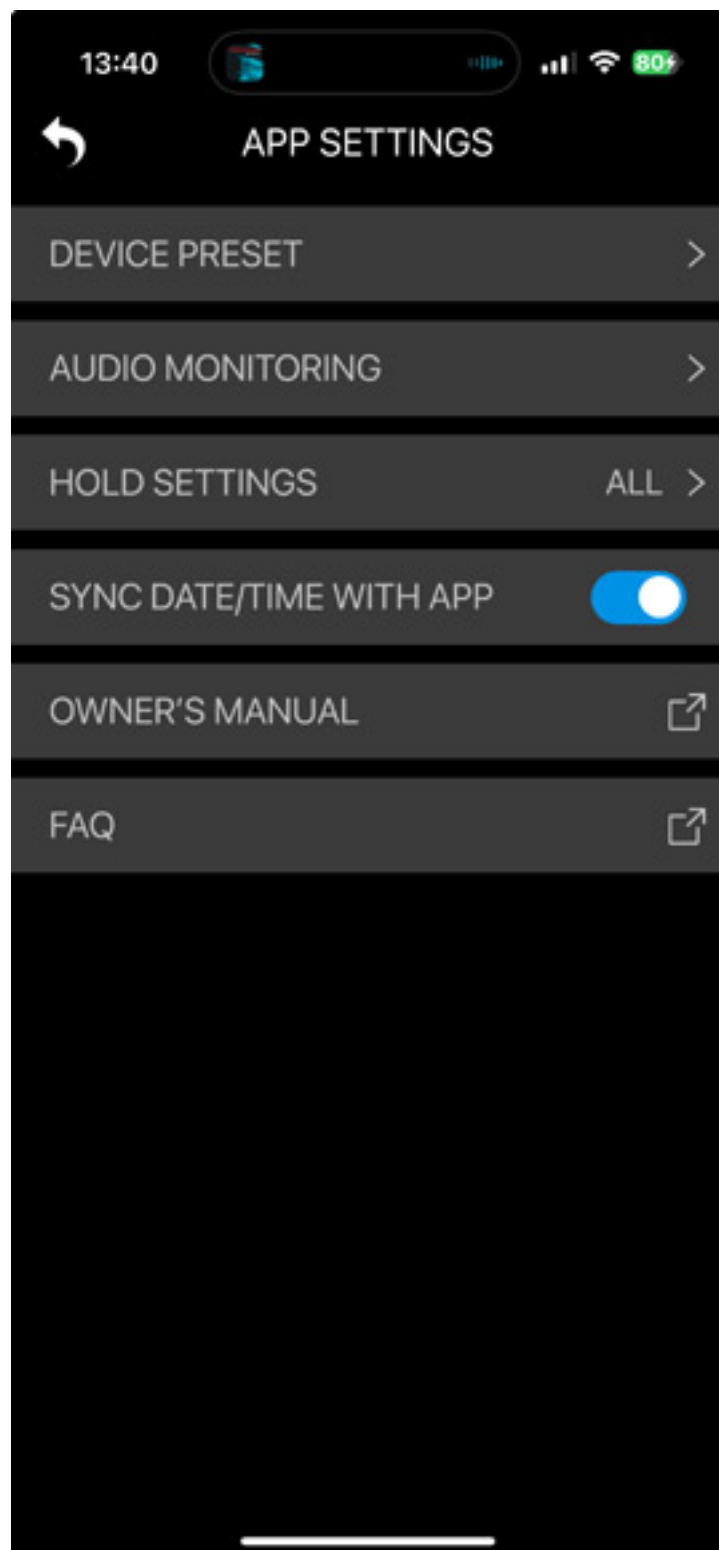 13:40
80
APP SETTINGS
DEVICE PRESET
AUDIO MONITORING
HOLD SETTINGS ALL
SYNC DATE/TIME WITH APP
OWNER'S MANUAL
FAQ